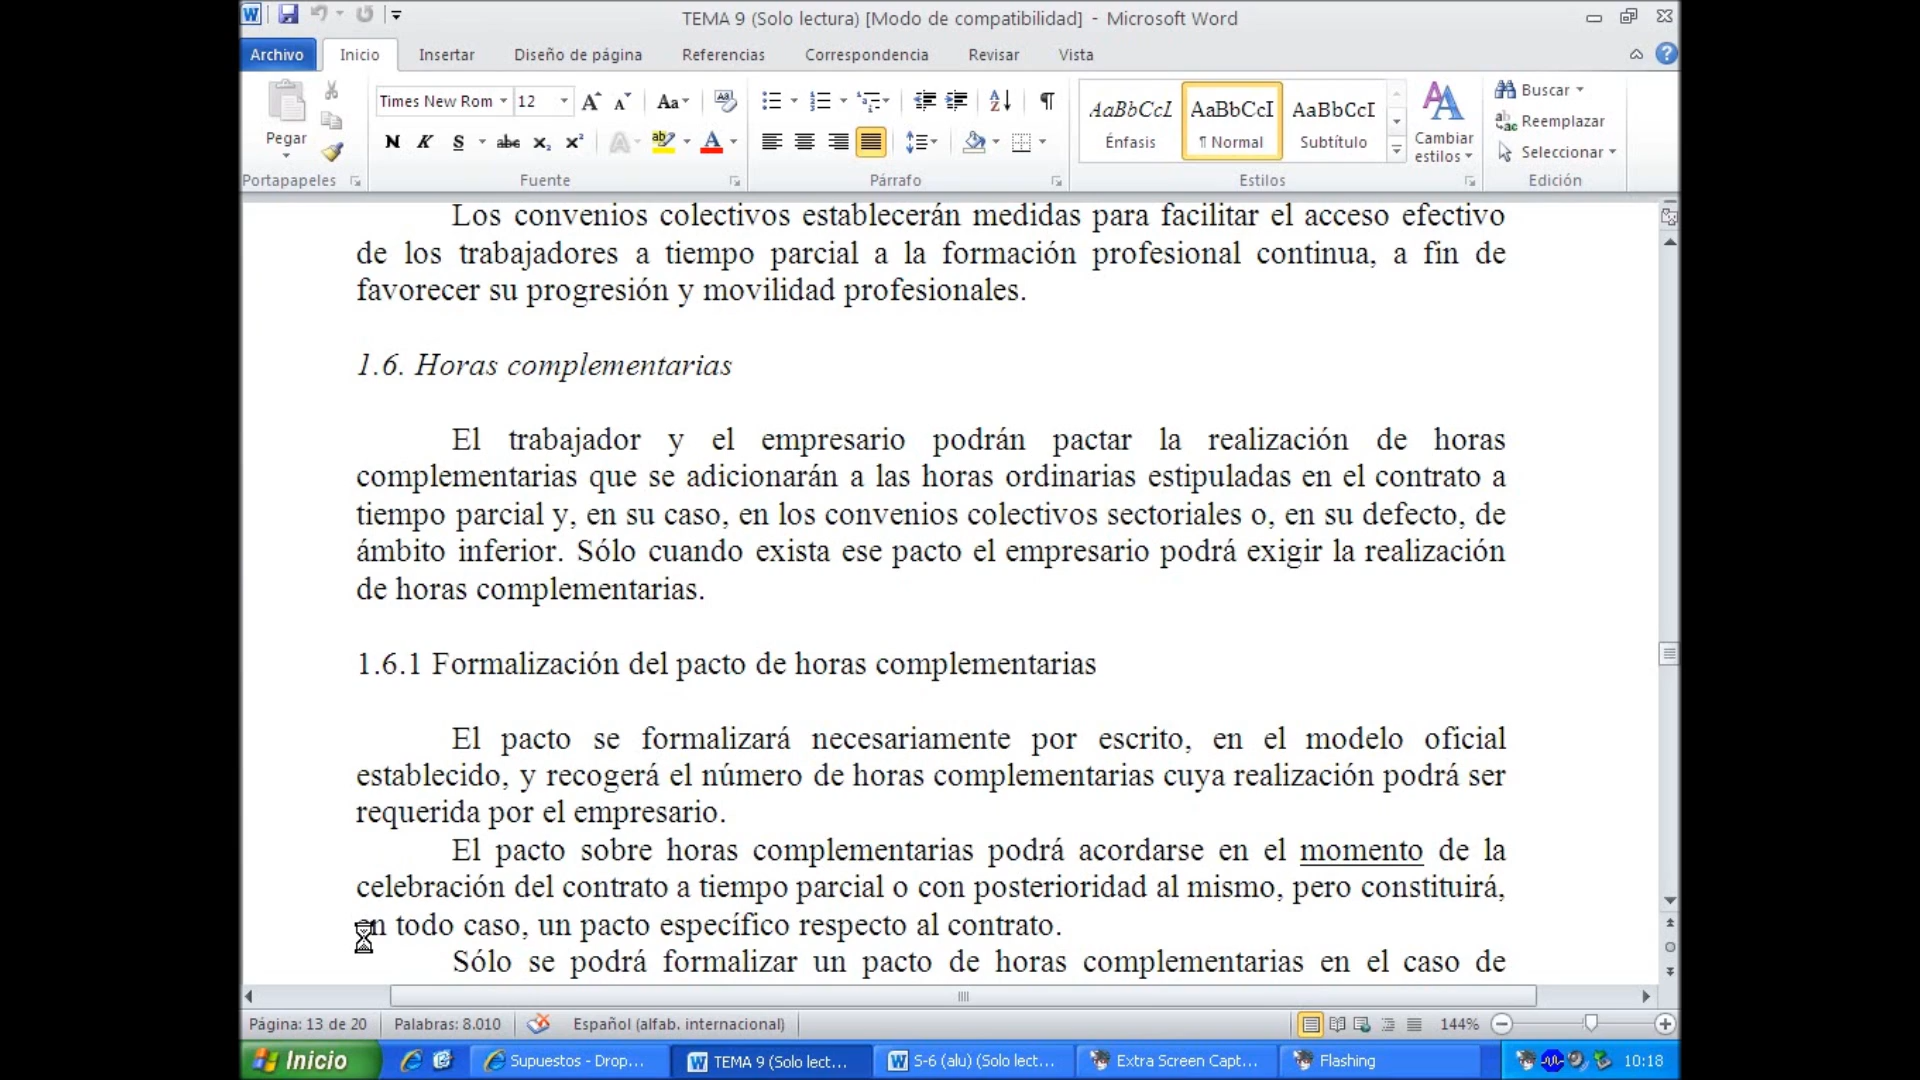 TEMA 9 (Solo lectura) [Modo de compatibilidad] - Microsoft Word
Archivo Inicio Insertar Diseño de página Referencias Correspondencia Revisar Vista
Times New Rom 12 Aa
AaBbCcI AaBbCcI AaBbCcI
Énfasis ¶ Normal Subtítulo
Pegar
N K S abc x₂ x²
Cambiar estilos
Buscar
Reemplazar
Seleccionar
Portapapeles Fuente Párrafo Estilos Edición
Los convenios colectivos establecerán medidas para facilitar el acceso efectivo
de los trabajadores a tiempo parcial a la formación profesional continua, a fin de
favorecer su progresión y movilidad profesionales.
1.6. Horas complementarias
El trabajador y el empresario podrán pactar la realización de horas
complementarias que se adicionarán a las horas ordinarias estipuladas en el contrato a
tiempo parcial y, en su caso, en los convenios colectivos sectoriales o, en su defecto, de
ámbito inferior. Sólo cuando exista ese pacto el empresario podrá exigir la realización
de horas complementarias.
1.6.1 Formalización del pacto de horas complementarias
El pacto se formalizará necesariamente por escrito, en el modelo oficial
establecido, y recogerá el número de horas complementarias cuya realización podrá ser
requerida por el empresario.
El pacto sobre horas complementarias podrá acordarse en el momento de la
celebración del contrato a tiempo parcial o con posterioridad al mismo, pero constituirá,
en todo caso, un pacto específico respecto al contrato.
Sólo se podrá formalizar un pacto de horas complementarias en el caso de
Página: 13 de 20 Palabras: 8.010 Español (alfab. internacional) 144%
Inicio Supuestos - Drop... TEMA 9 (Solo lect... S-6 (alu) (Solo lect... Extra Screen Capt... Flashing 10:18